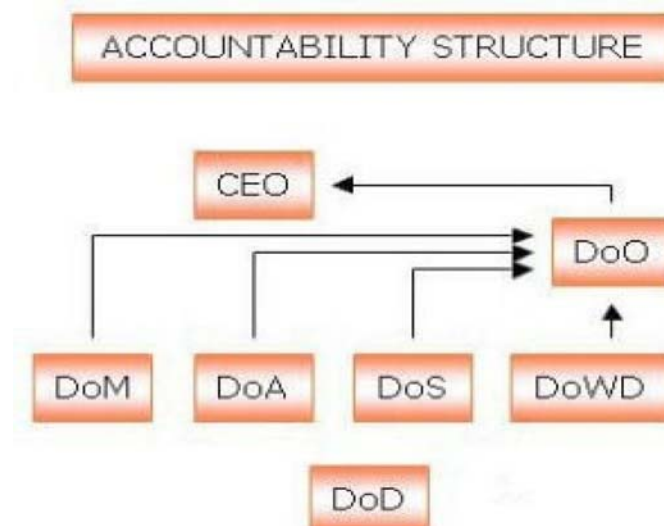 ACCOUNTABILITY STRUCTURE
CEO
DoO
DoM DoA DoS DoWD
DoD